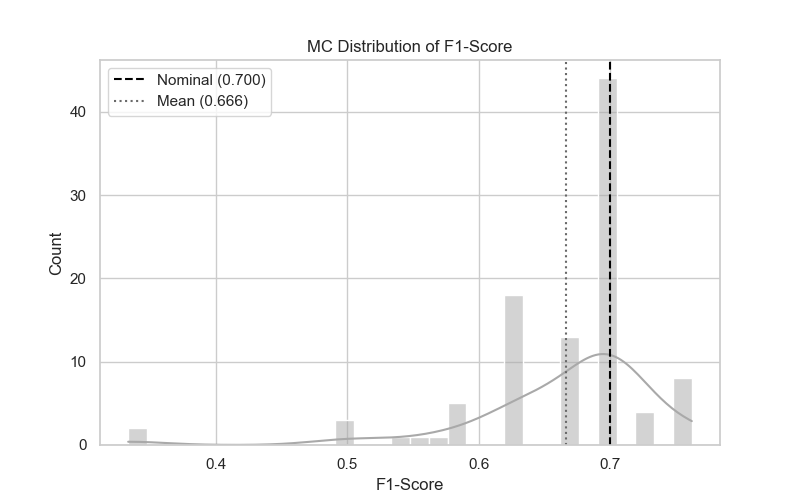 MC Distribution of F1-Score
Nominal (0.700)
Mean (0.666)
Count
40
30
20
10
0
0.4 0.5 0.6 0.7
F1-Score